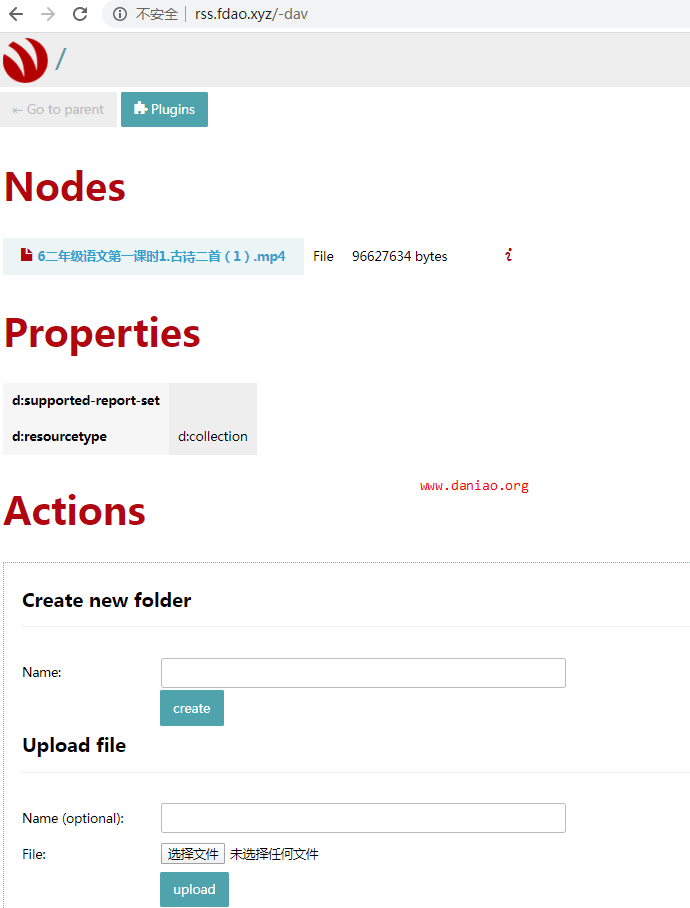 不安全 rss.fdao.xyz/-dav
/
⇤ Go to parent Plugins
Nodes
6二年级语文第一课时1.古诗二首（1）.mp4 File 96627634 bytes i
Properties
d:supported-report-set
d:resourcetype d:collection
www.daniao.org
Actions
Create new folder
Name:
create
Upload file
Name (optional):
File: 选择文件 未选择任何文件
upload